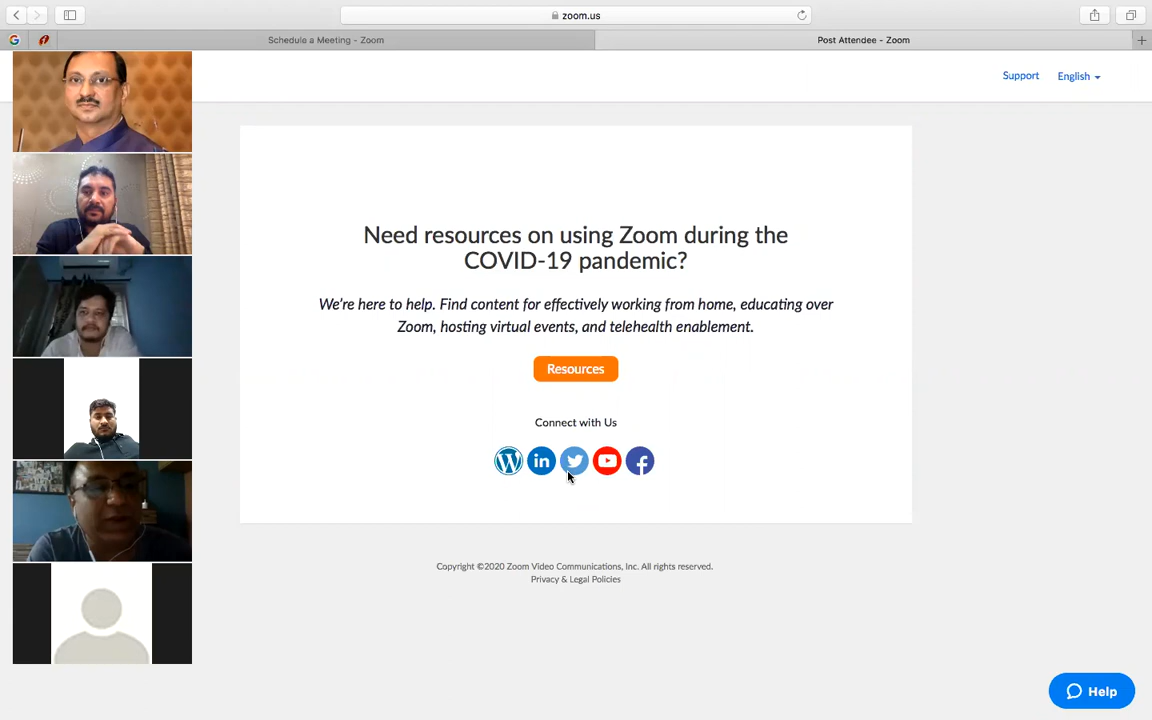 zoom.us
Schedule a Meeting - Zoom
Post Attendee - Zoom
Support
English
Need resources on using Zoom during the
COVID-19 pandemic?
We're here to help. Find content for effectively working from home, educating over
Zoom, hosting virtual events, and telehealth enablement.
Resources
Connect with Us
Copyright ©2020 Zoom Video Communications, Inc. All rights reserved.
Privacy & Legal Policies
Help